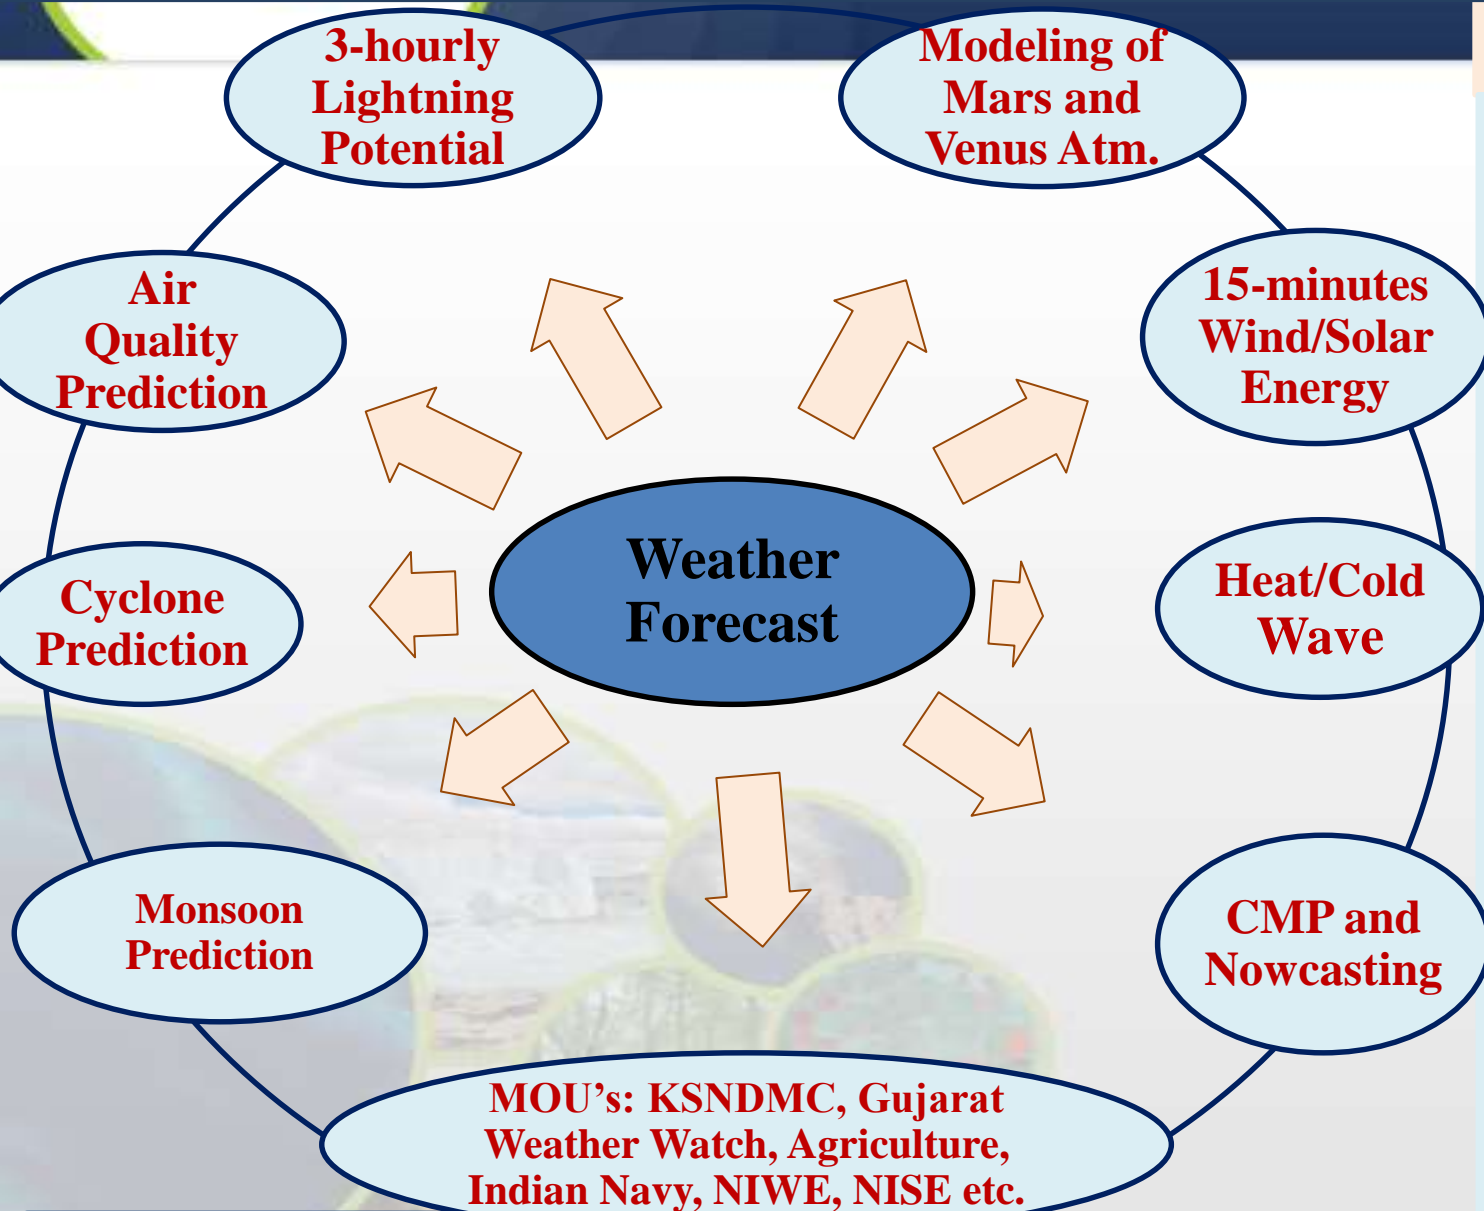 3-hourly
Lightning
Potential
Modeling of
Mars and
Venus Atm.
Air
Quality
Prediction
15-minutes
Wind/Solar
Energy
Weather
Forecast
Cyclone
Prediction
Heat/Cold
Wave
Monsoon
Prediction
CMP and
Nowcasting
MOU’s: KSNDMC, Gujarat
Weather Watch, Agriculture,
Indian Navy, NIWE, NISE etc.